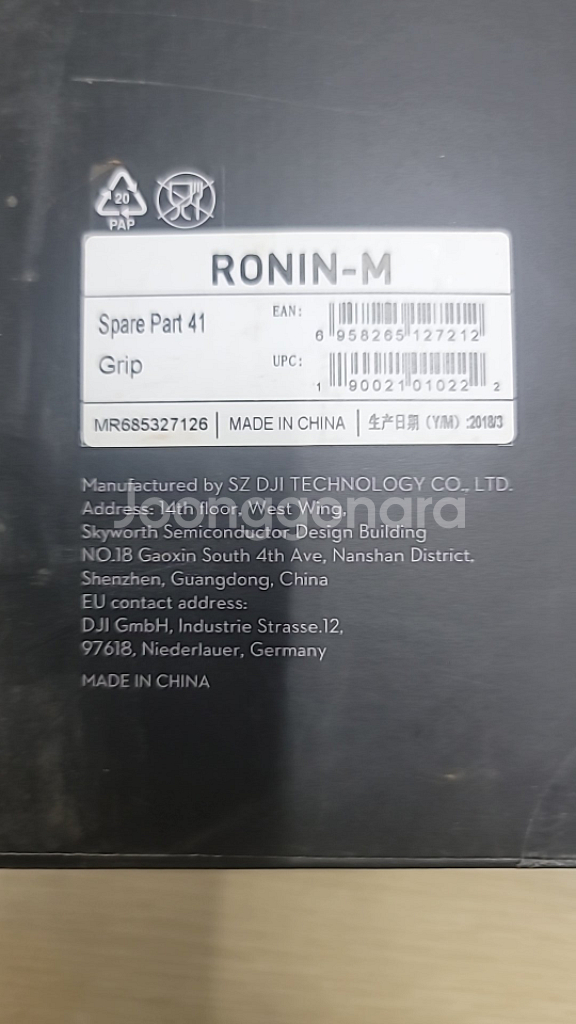 20
PAP
RONIN-M
Spare Part 41
Grip
EAN:
6 958265 127212
UPC:
1 90021 01022 2
MR685327126 | MADE IN CHINA | 生产日期 (Y/M) :2018/3
Manufactured by SZ DJI TECHNOLOGY CO., LTD.
Address: 14th floor, West Wing,
Joonggonara
Skyworth Semiconductor Design Building
NO.18 Gaoxin South 4th Ave, Nanshan District,
Shenzhen, Guangdong, China
EU contact address:
DJI GmbH, Industrie Strasse.12,
97618, Niederlauer, Germany
MADE IN CHINA